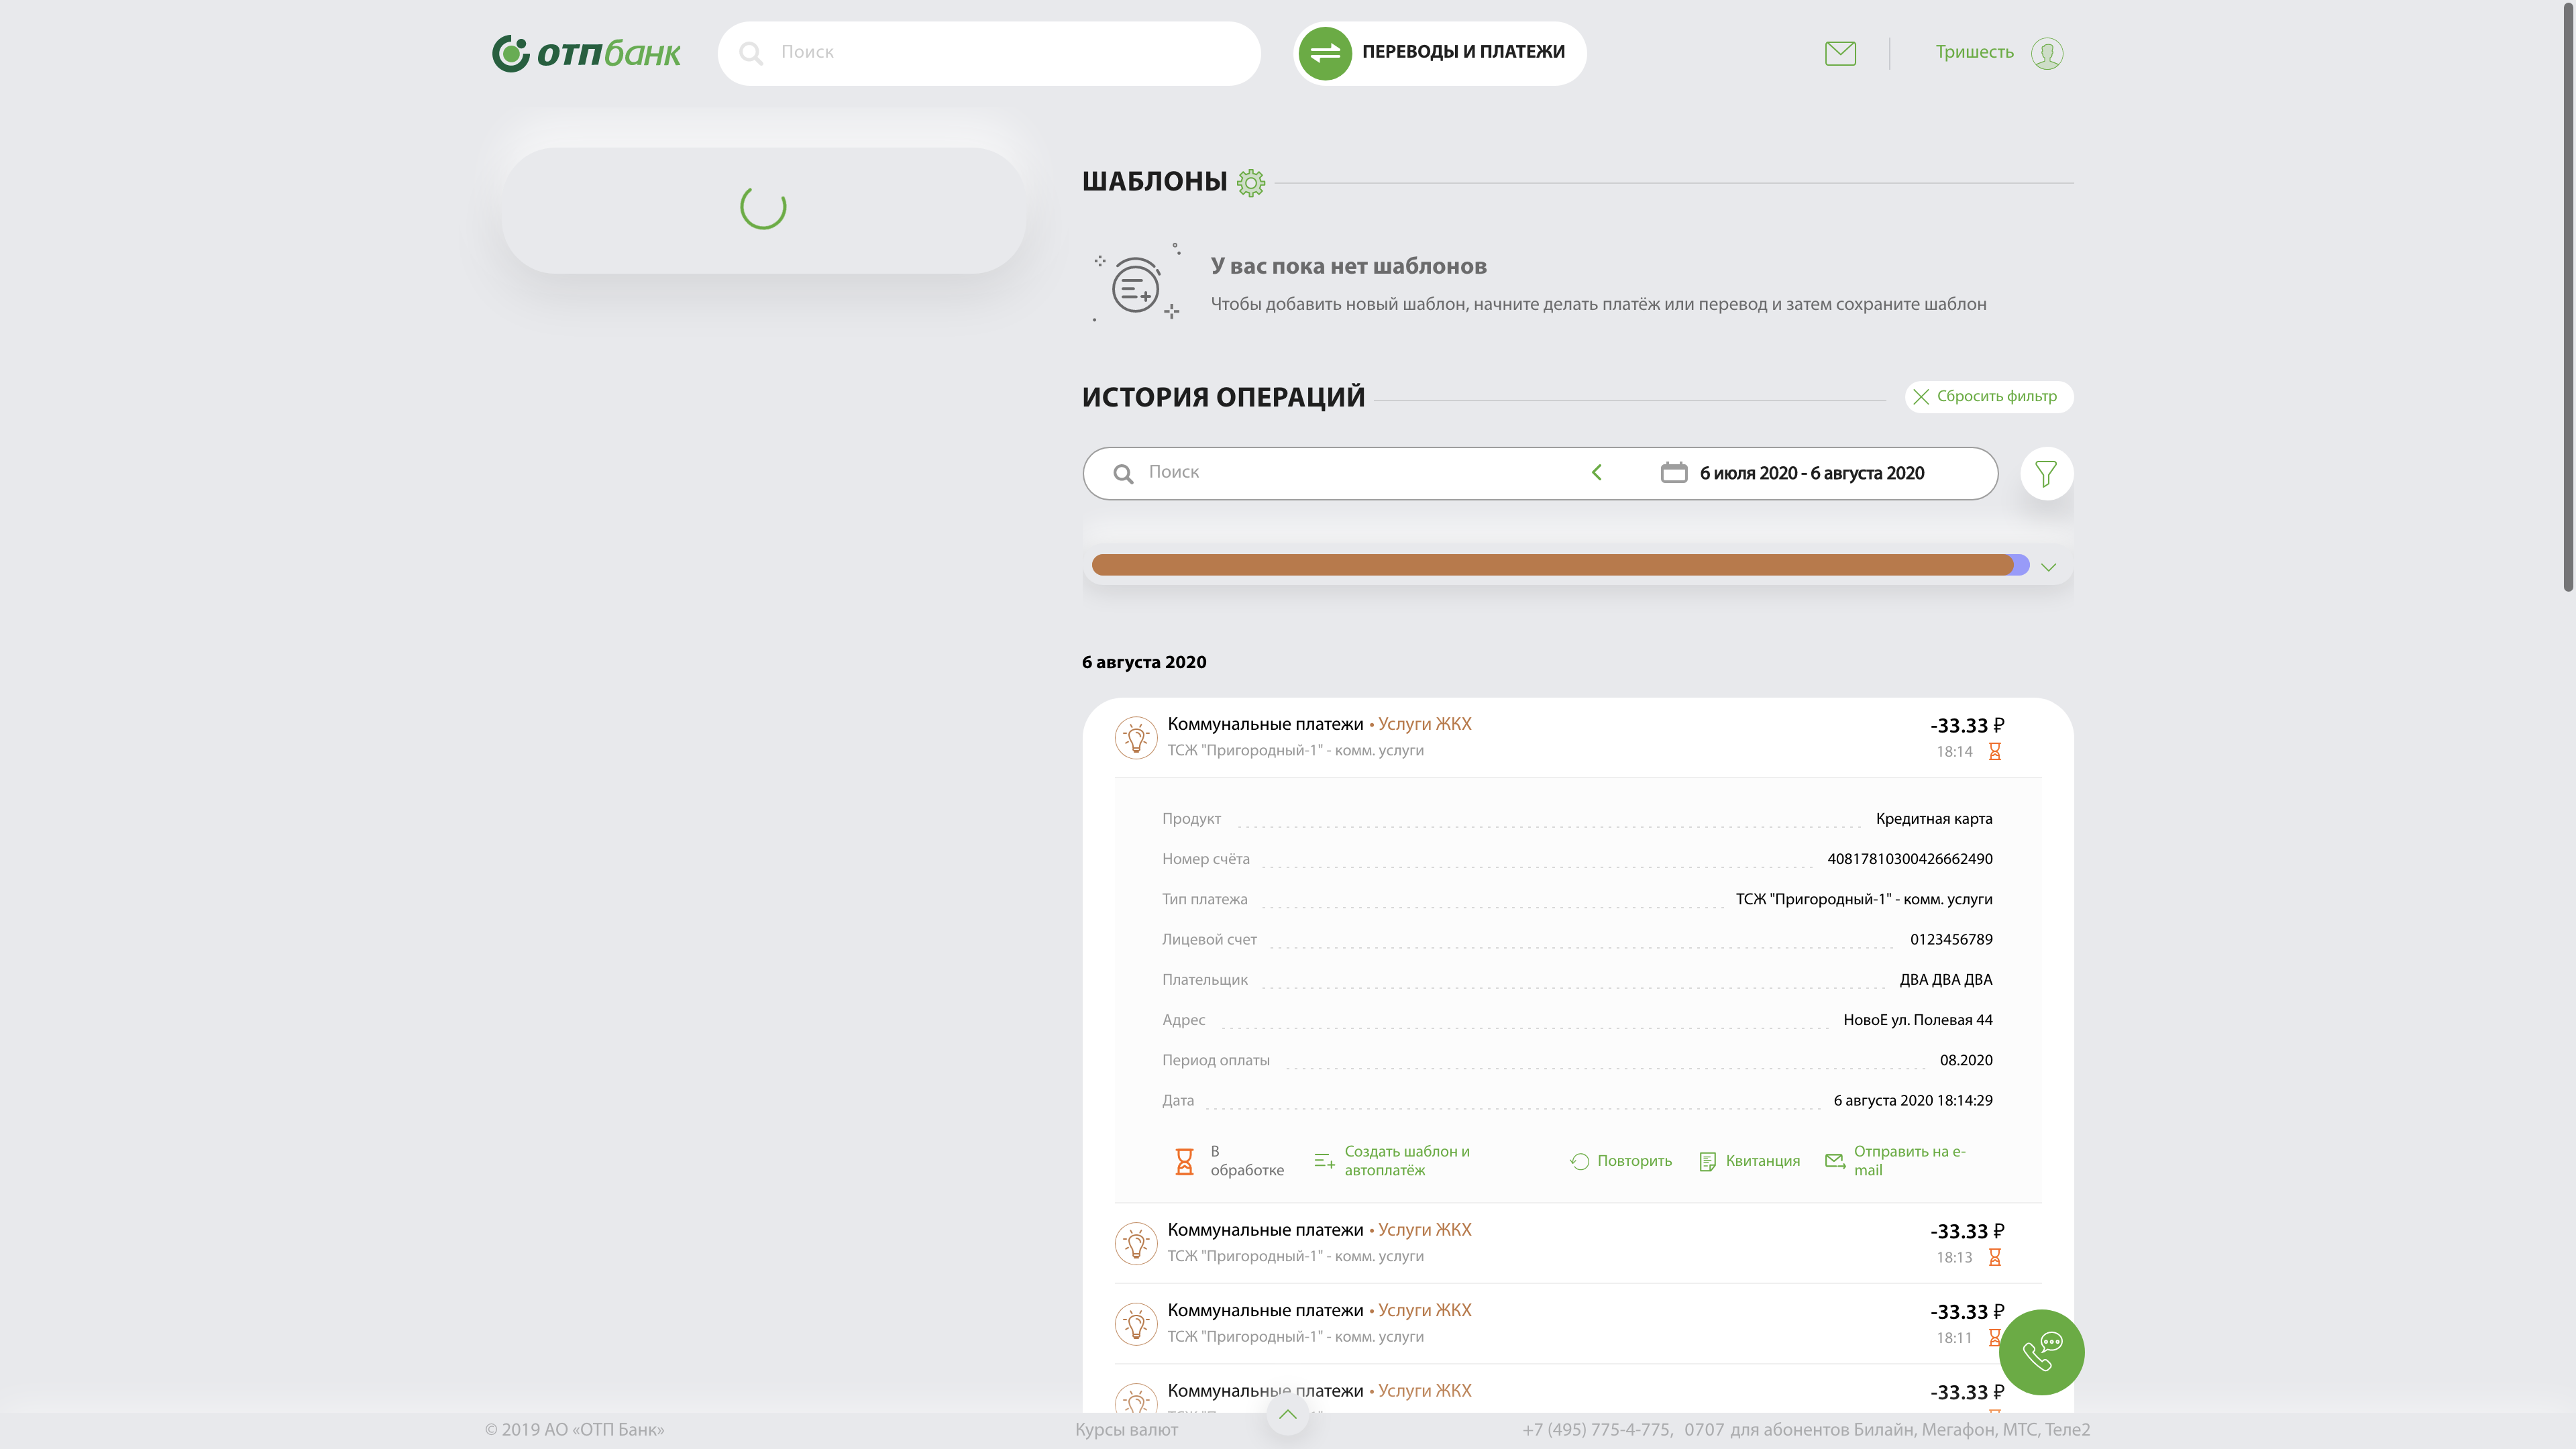 отпбанк
Поиск
ПЕРЕВОДЫ И ПЛАТЕЖИ
Тришесть
ШАБЛОНЫ
У вас пока нет шаблонов
Чтобы добавить новый шаблон, начните делать платёж или перевод и затем сохраните шаблон
ИСТОРИЯ ОПЕРАЦИЙ
Сбросить фильтр
Поиск
6 июля 2020 - 6 августа 2020
6 августа 2020
Коммунальные платежи • Услуги ЖКХ
-33.33 ₽
ТСЖ "Пригородный-1" - комм. услуги
18:14
Продукт
Кредитная карта
Номер счёта
40817810300426662490
Тип платежа
ТСЖ "Пригородный-1" - комм. услуги
Лицевой счет
0123456789
Плательщик
ДВА ДВА ДВА
Адрес
НовоЕ ул. Полевая 44
Период оплаты
08.2020
Дата
6 августа 2020 18:14:29
В
обработке
Создать шаблон и
автоплатёж
Повторить
Квитанция
Отправить на e-
mail
Коммунальные платежи • Услуги ЖКХ
-33.33 ₽
ТСЖ "Пригородный-1" - комм. услуги
18:13
Коммунальные платежи • Услуги ЖКХ
-33.33 ₽
ТСЖ "Пригородный-1" - комм. услуги
18:11
Коммунальные платежи • Услуги ЖКХ
-33.33 ₽
© 2019 АО «ОТП Банк»
Курсы валют
+7 (495) 775-4-775, 0707 для абонентов Билайн, Мегафон, МТС, Теле2